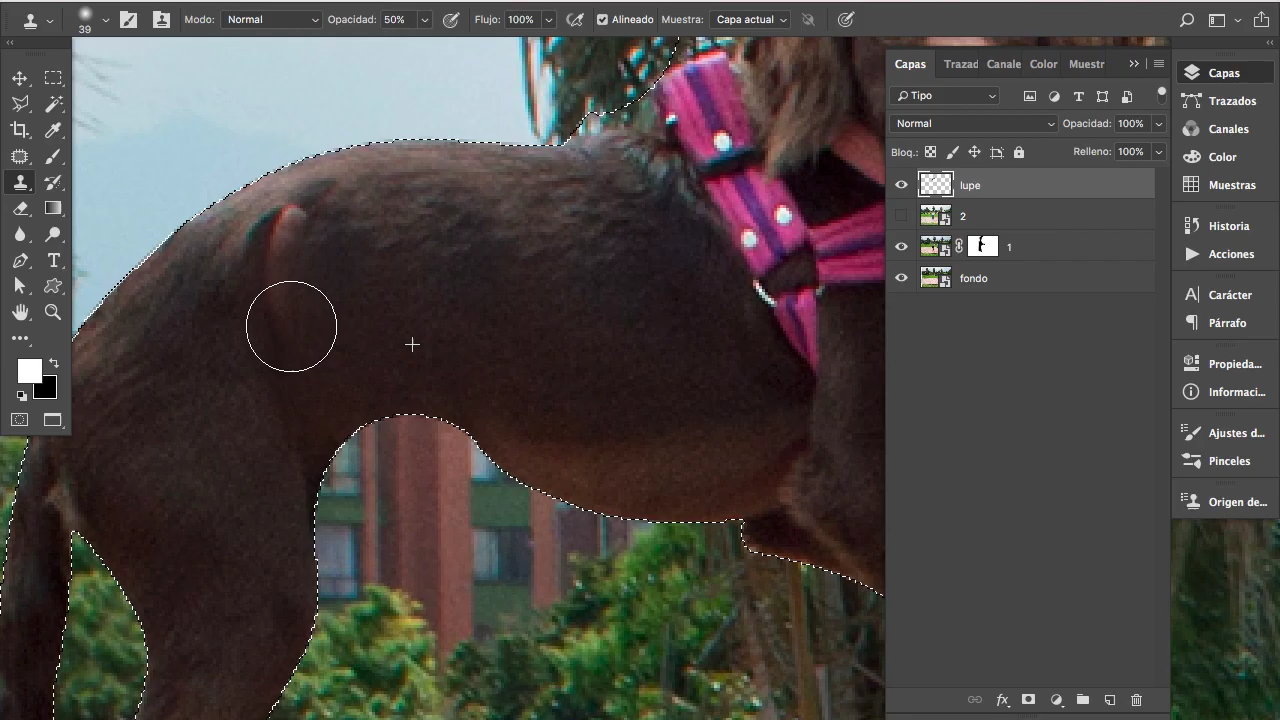 39
Modo: Normal
Opacidad: 50%
Flujo: 100%
Alineado
Muestra: Capa actual
Capas
Trazad
Canale
Color
Muestr
Tipo
Normal
Opacidad: 100%
Bloq.:
Relleno: 100%
lupe
2
1
fondo
fx
T
Capas
Trazados
Canales
Color
Muestras
Historia
Acciones
Carácter
Párrafo
Propieda...
Informaci...
Ajustes d...
Pinceles
Origen de...